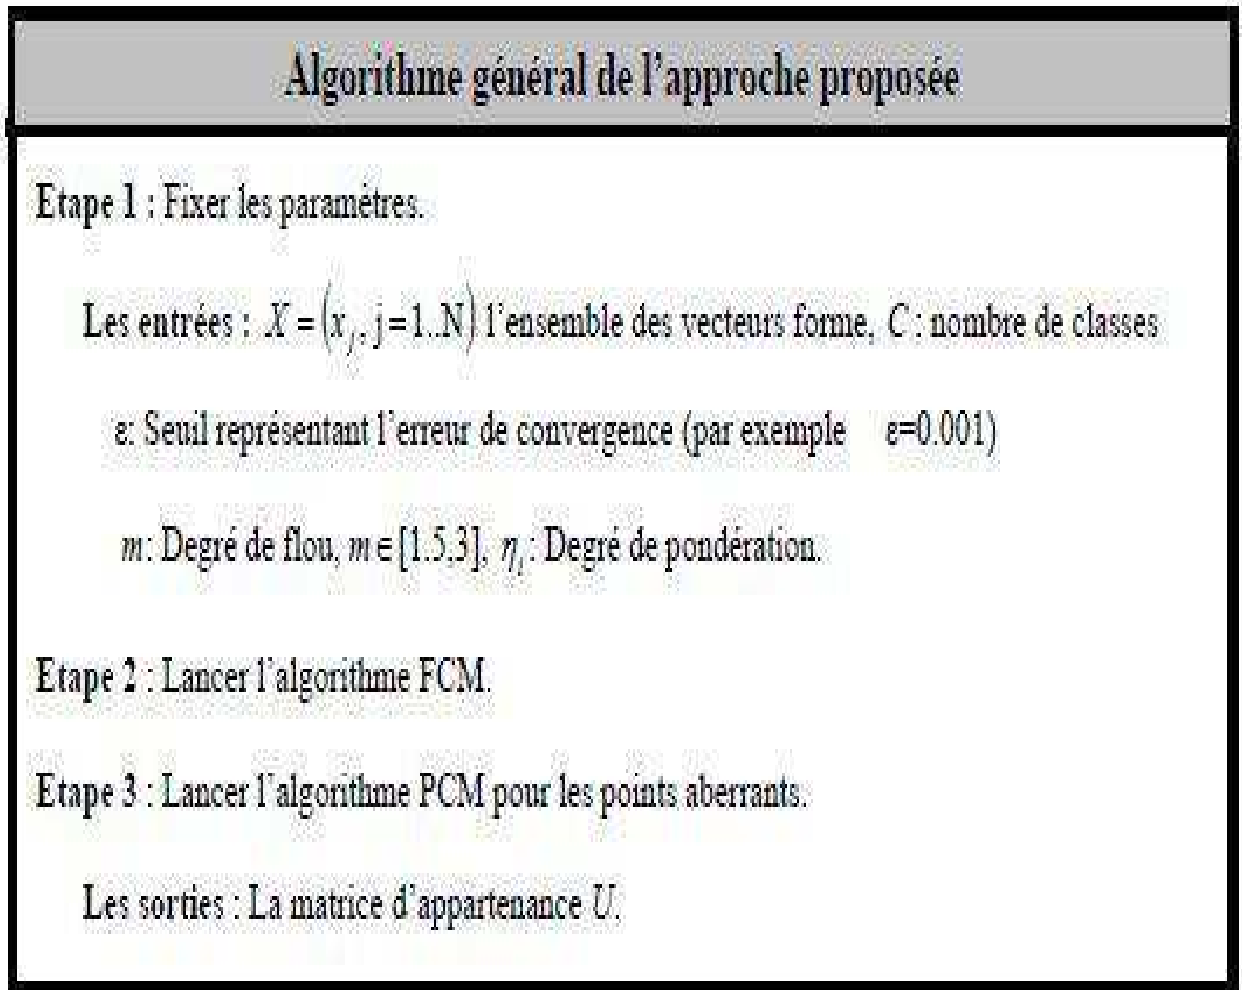 Algorithme général de l'approche proposée
Etape 1 : Fixer les paramètres.
Les entrées : X = (x_j, j=1..N) l'ensemble des vecteurs forme, C : nombre de classes
ε: Seuil représentant l'erreur de convergence (par exemple ε=0.001)
m: Degré de flou, m∈[1.5,3], η_i : Degré de pondération.
Etape 2 : Lancer l'algorithme FCM.
Etape 3 : Lancer l'algorithme PCM pour les points aberrants.
Les sorties : La matrice d'appartenance U.